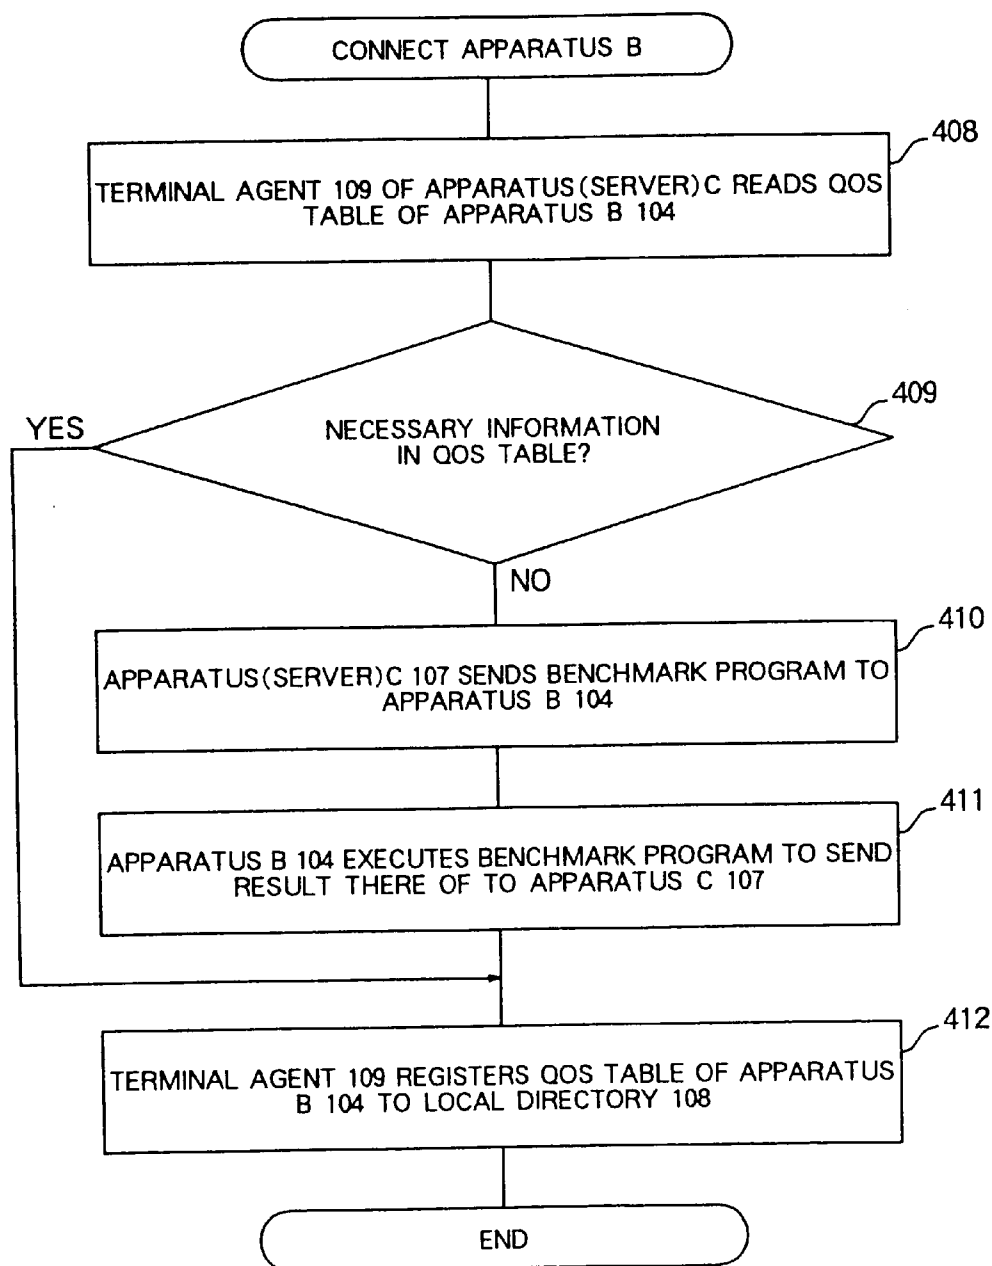 CONNECT APPARATUS B
408
TERMINAL AGENT 109 OF APPARATUS(SERVER)C READS QOS
TABLE OF APPARATUS B 104
409
YES
NECESSARY INFORMATION
IN QOS TABLE?
NO
410
APPARATUS(SERVER)C 107 SENDS BENCHMARK PROGRAM TO
APPARATUS B 104
411
APPARATUS B 104 EXECUTES BENCHMARK PROGRAM TO SEND
RESULT THERE OF TO APPARATUS C 107
412
TERMINAL AGENT 109 REGISTERS QOS TABLE OF APPARATUS
B 104 TO LOCAL DIRECTORY 108
END